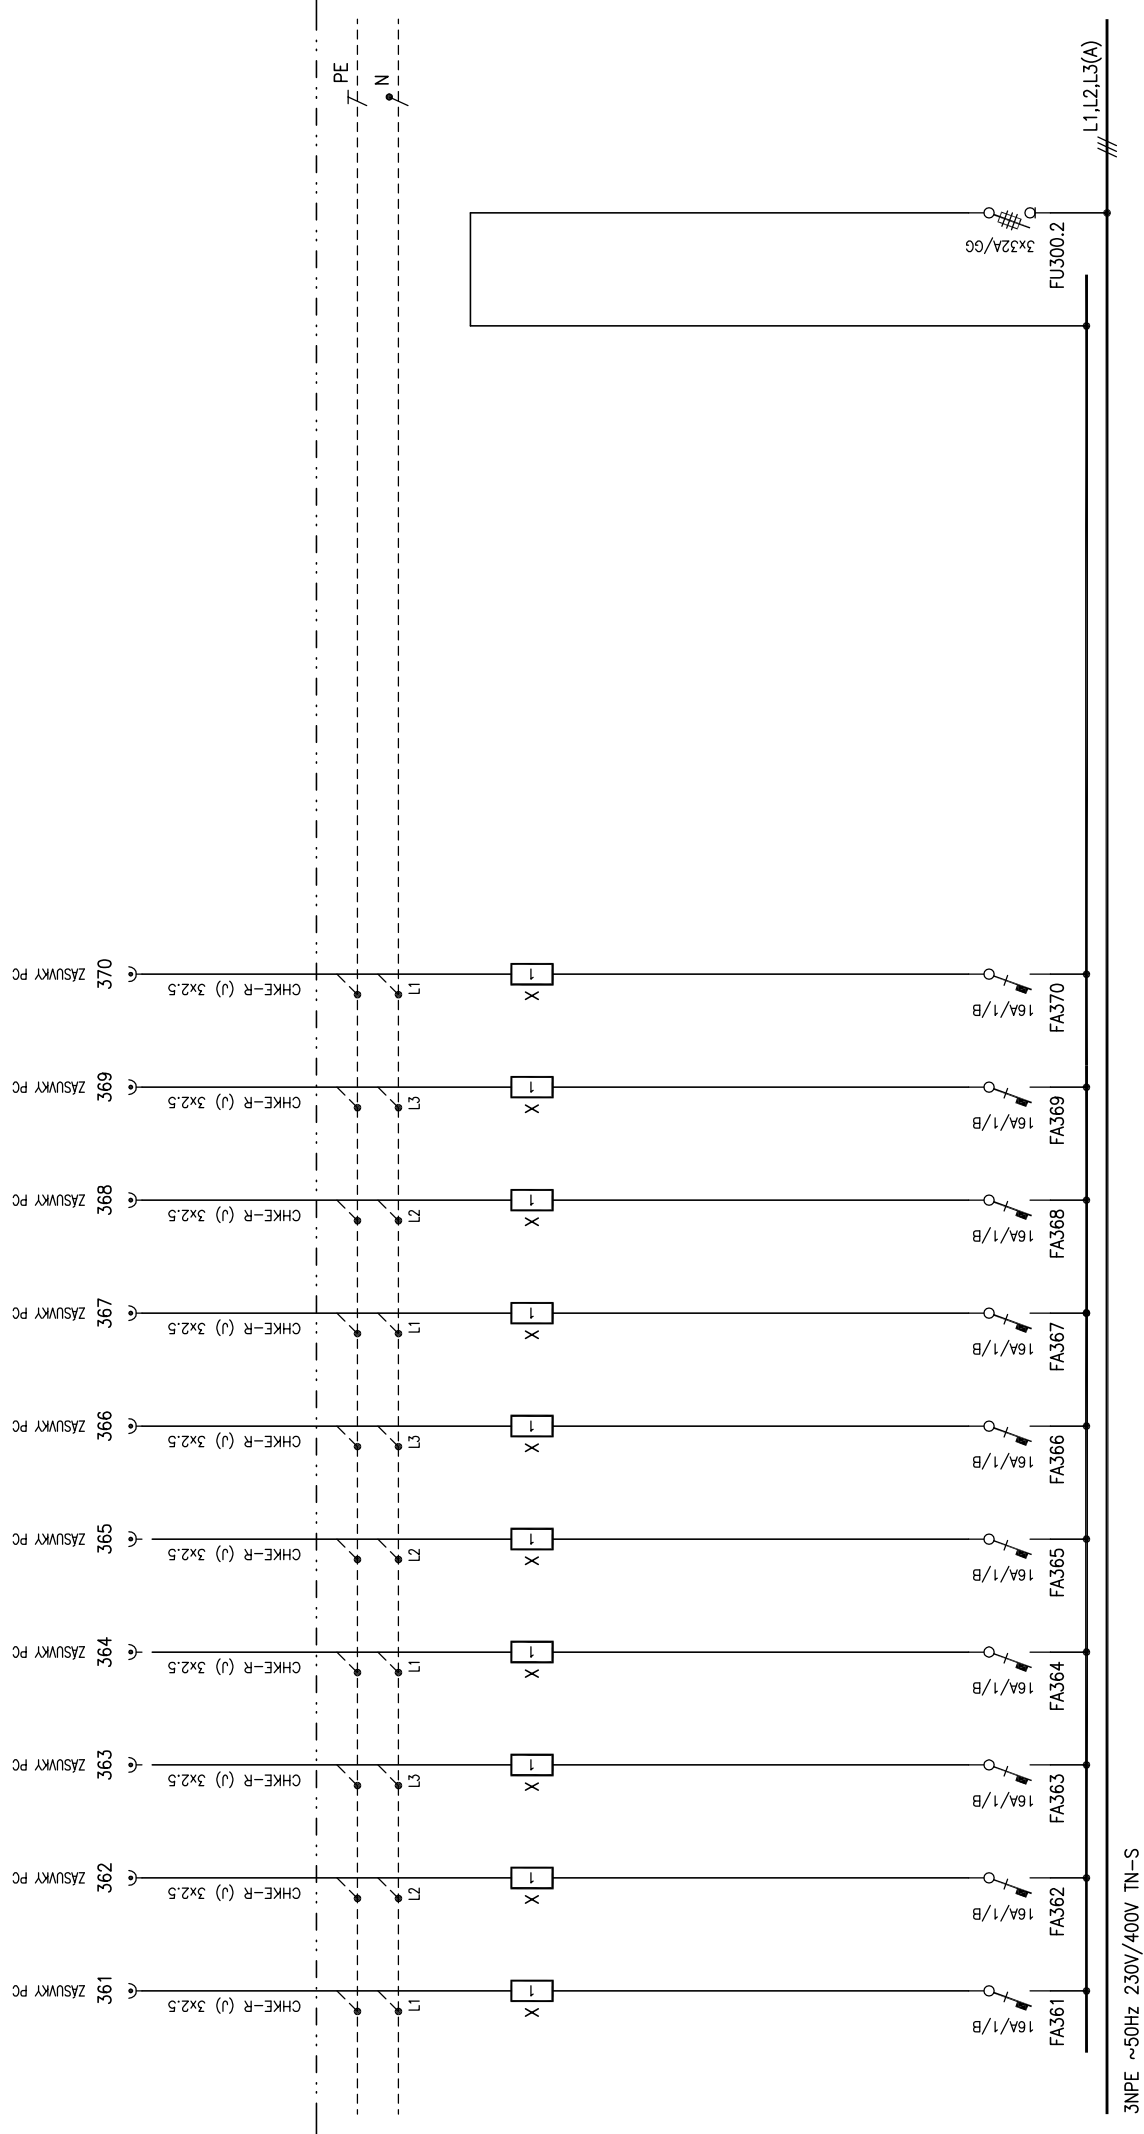 PE
N
L1,L2,L3(A)
3x32A/GG
FU300.2
ZÁSUVKY PC
370
CHKE-R (J) 3x2.5
L1
1
X
16A/1/B
FA370
ZÁSUVKY PC
369
CHKE-R (J) 3x2.5
L3
1
X
16A/1/B
FA369
ZÁSUVKY PC
368
CHKE-R (J) 3x2.5
L2
1
X
16A/1/B
FA368
ZÁSUVKY PC
367
CHKE-R (J) 3x2.5
L1
1
X
16A/1/B
FA367
ZÁSUVKY PC
366
CHKE-R (J) 3x2.5
L3
1
X
16A/1/B
FA366
ZÁSUVKY PC
365
CHKE-R (J) 3x2.5
L2
1
X
16A/1/B
FA365
ZÁSUVKY PC
364
CHKE-R (J) 3x2.5
L1
1
X
16A/1/B
FA364
ZÁSUVKY PC
363
CHKE-R (J) 3x2.5
L3
1
X
16A/1/B
FA363
ZÁSUVKY PC
362
CHKE-R (J) 3x2.5
L2
1
X
16A/1/B
FA362
ZÁSUVKY PC
361
CHKE-R (J) 3x2.5
L1
1
X
16A/1/B
FA361
3NPE ~50Hz 230V/400V TN-S